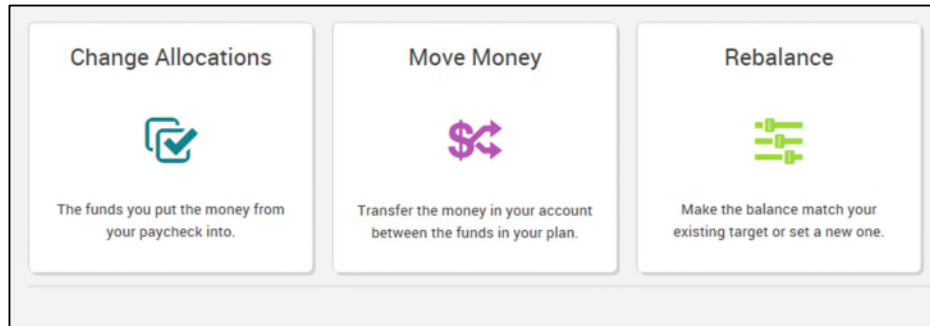 Change Allocations
The funds you put the money from
your paycheck into.
Move Money
Transfer the money in your account
between the funds in your plan.
Rebalance
Make the balance match your
existing target or set a new one.